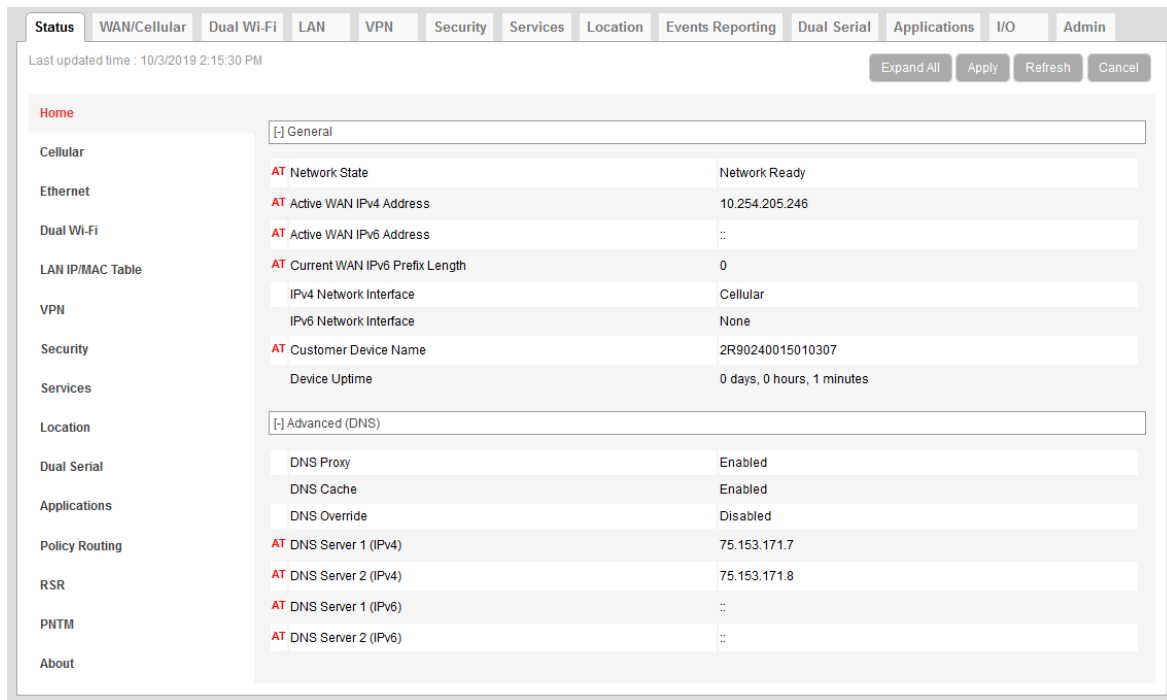 Status WAN/Cellular Dual Wi-Fi LAN VPN Security Services Location Events Reporting Dual Serial Applications I/O Admin
Last updated time : 10/3/2019 2:15:30 PM
Expand All Apply Refresh Cancel
Home
Cellular
Ethernet
Dual Wi-Fi
LAN IP/MAC Table
VPN
Security
Services
Location
Dual Serial
Applications
Policy Routing
RSR
PNTM
About
[-] General
AT Network State Network Ready
AT Active WAN IPv4 Address 10.254.205.246
AT Active WAN IPv6 Address ::
AT Current WAN IPv6 Prefix Length 0
IPv4 Network Interface Cellular
IPv6 Network Interface None
AT Customer Device Name 2R90240015010307
Device Uptime 0 days, 0 hours, 1 minutes
[-] Advanced (DNS)
DNS Proxy Enabled
DNS Cache Enabled
DNS Override Disabled
AT DNS Server 1 (IPv4) 75.153.171.7
AT DNS Server 2 (IPv4) 75.153.171.8
AT DNS Server 1 (IPv6) ::
AT DNS Server 2 (IPv6) ::